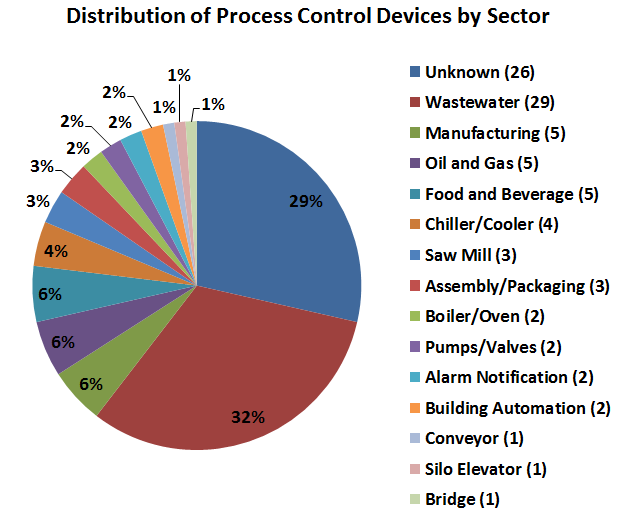 Distribution of Process Control Devices by Sector
1%
2%
1%
1%
2%
2%
2%
2%
3%
3%
29%
4%
6%
6%
6%
32%
Unknown (26)
Wastewater (29)
Manufacturing (5)
Oil and Gas (5)
Food and Beverage (5)
Chiller/Cooler (4)
Saw Mill (3)
Assembly/Packaging (3)
Boiler/Oven (2)
Pumps/Valves (2)
Alarm Notification (2)
Building Automation (2)
Conveyor (1)
Silo Elevator (1)
Bridge (1)